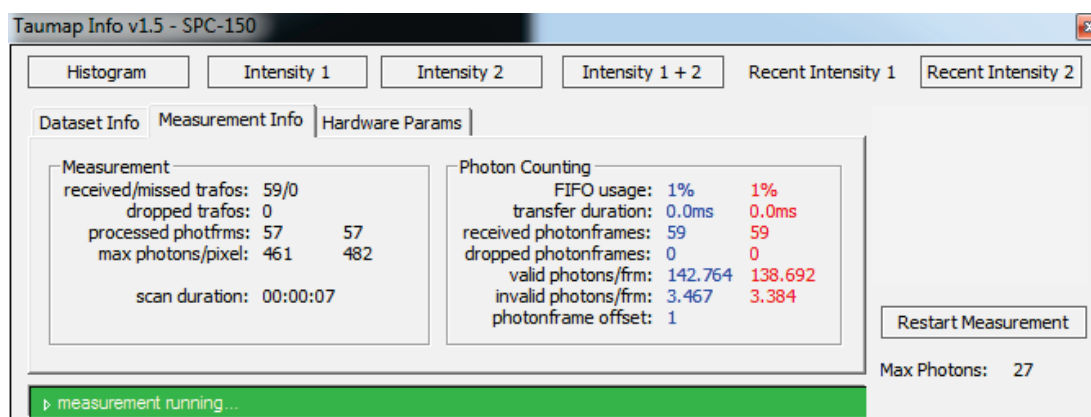 Taumap Info v1.5 - SPC-150
Histogram Intensity 1 Intensity 2 Intensity 1 + 2 Recent Intensity 1 Recent Intensity 2
Dataset Info Measurement Info Hardware Params
Measurement
received/missed trafos: 59/0
dropped trafos: 0
processed photfrms: 57 57
max photons/pixel: 461 482
scan duration: 00:00:07
Photon Counting
FIFO usage: 1% 1%
transfer duration: 0.0ms 0.0ms
received photonframes: 59 59
dropped photonframes: 0 0
valid photons/frm: 142.764 138.692
invalid photons/frm: 3.467 3.384
photonframe offset: 1
Restart Measurement
Max Photons: 27
measurement running...